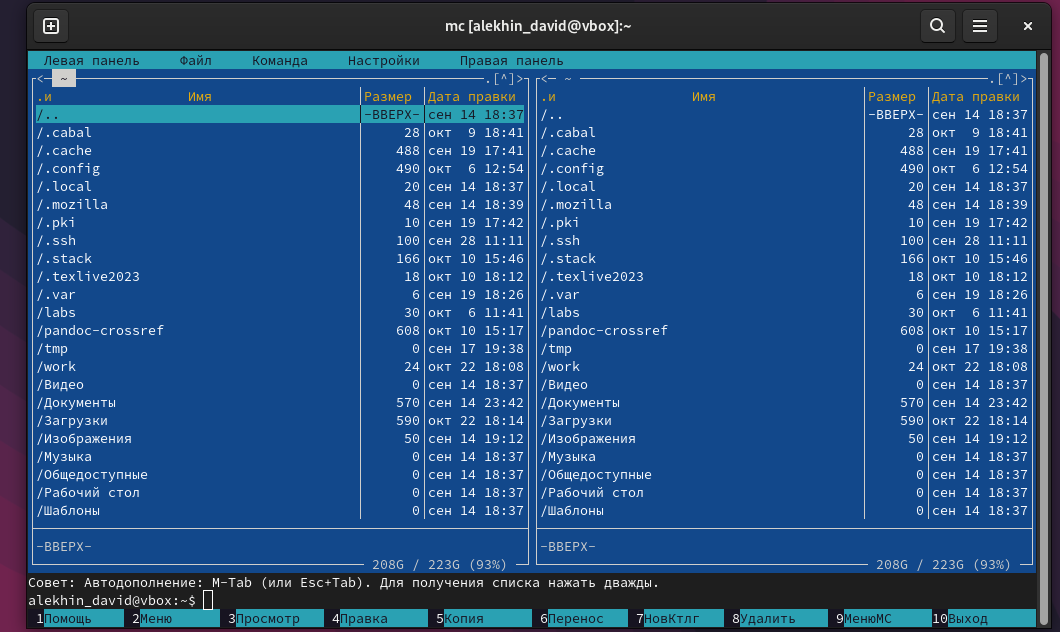 mc [alekhin_david@vbox]:~
Левая панель Файл Команда Настройки Правая панель
<─ ~ .[^]> <─ ~ .[^]>
.и Имя Размер Дата правки .и Имя Размер Дата правки
/.. -ВВЕРХ- сен 14 18:37 /.. -ВВЕРХ- сен 14 18:37
/.cabal 28 окт 9 18:41 /.cabal 28 окт 9 18:41
/.cache 488 сен 19 17:41 /.cache 488 сен 19 17:41
/.config 490 окт 6 12:54 /.config 490 окт 6 12:54
/.local 20 сен 14 18:37 /.local 20 сен 14 18:37
/.mozilla 48 сен 14 18:39 /.mozilla 48 сен 14 18:39
/.pki 10 сен 19 17:42 /.pki 10 сен 19 17:42
/.ssh 100 сен 28 11:11 /.ssh 100 сен 28 11:11
/.stack 166 окт 10 15:46 /.stack 166 окт 10 15:46
/.texlive2023 18 окт 10 18:12 /.texlive2023 18 окт 10 18:12
/.var 6 сен 19 18:26 /.var 6 сен 19 18:26
/labs 30 окт 6 11:41 /labs 30 окт 6 11:41
/pandoc-crossref 608 окт 10 15:17 /pandoc-crossref 608 окт 10 15:17
/tmp 0 сен 17 19:38 /tmp 0 сен 17 19:38
/work 24 окт 22 18:08 /work 24 окт 22 18:08
/Видео 0 сен 14 18:37 /Видео 0 сен 14 18:37
/Документы 570 сен 14 23:42 /Документы 570 сен 14 23:42
/Загрузки 590 окт 22 18:14 /Загрузки 590 окт 22 18:14
/Изображения 50 сен 14 19:12 /Изображения 50 сен 14 19:12
/Музыка 0 сен 14 18:37 /Музыка 0 сен 14 18:37
/Общедоступные 0 сен 14 18:37 /Общедоступные 0 сен 14 18:37
/Рабочий стол 0 сен 14 18:37 /Рабочий стол 0 сен 14 18:37
/Шаблоны 0 сен 14 18:37 /Шаблоны 0 сен 14 18:37
-ВВЕРХ- -ВВЕРХ-
208G / 223G (93%) 208G / 223G (93%)
Совет: Автодополнение: M-Tab (или Esc+Tab). Для получения списка нажать дважды.
alekhin_david@vbox:~$
1Помощь 2Меню 3Просмотр 4Правка 5Копия 6Перенос 7НовКтлг 8Удалить 9МенюМС 10Выход